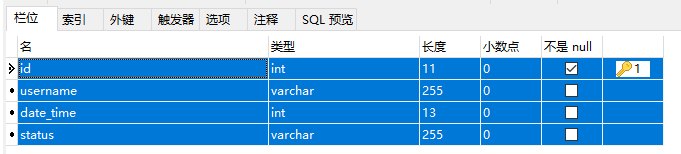 栏位 索引 外键 触发器 选项 注释 SQL 预览
名 类型 长度 小数点 不是 null
id int 11 0 1
username varchar 255 0
date_time int 13 0
status varchar 255 0